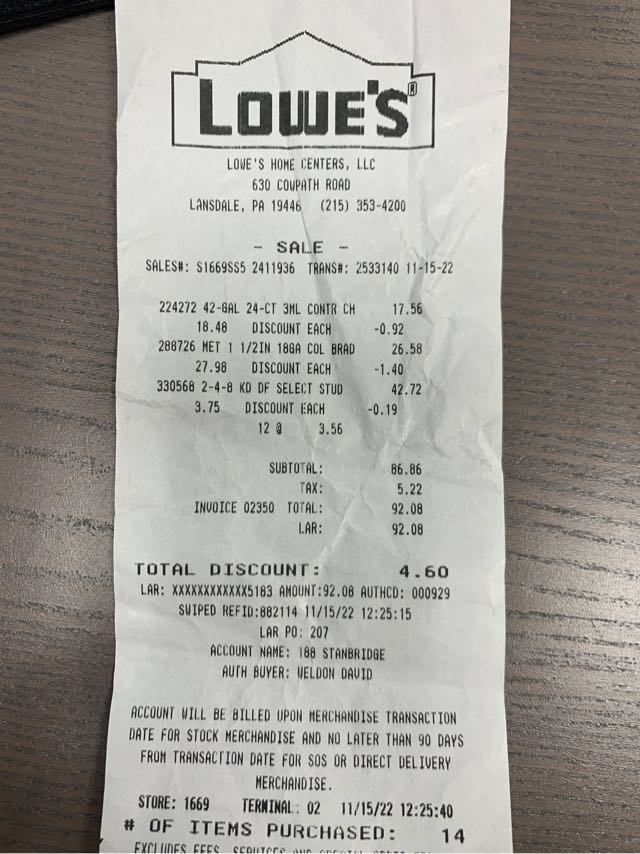 LOWE'S®
LOWE'S HOME CENTERS, LLC
630 COWPATH ROAD
LANSDALE, PA 19446 (215) 353-4200
- SALE -
SALES#: S1669SS5 2411936 TRANS#: 2533140 11-15-22
224272 42-GAL 24-CT 3ML CONTR CH 17.56
18.48 DISCOUNT EACH -0.92
288726 MET 1 1/2IN 18GA COL BRAD 26.58
27.98 DISCOUNT EACH -1.40
330568 2-4-8 KD DF SELECT STUD 42.72
3.75 DISCOUNT EACH -0.19
12 @ 3.56
SUBTOTAL: 86.86
TAX: 5.22
INVOICE 02350 TOTAL: 92.08
LAR: 92.08
TOTAL DISCOUNT: 4.60
LAR: XXXXXXXXXXXX5183 AMOUNT:92.08 AUTHCD: 000929
SWIPED REFID:882114 11/15/22 12:25:15
LAR PO: 207
ACCOUNT NAME: 188 STANBRIDGE
AUTH BUYER: WELDON DAVID
ACCOUNT WILL BE BILLED UPON MERCHANDISE TRANSACTION
DATE FOR STOCK MERCHANDISE AND NO LATER THAN 90 DAYS
FROM TRANSACTION DATE FOR SOS OR DIRECT DELIVERY
MERCHANDISE.
STORE: 1669 TERMINAL: 02 11/15/22 12:25:40
# OF ITEMS PURCHASED: 14
EXCLUDES FEES, SERVICES AND